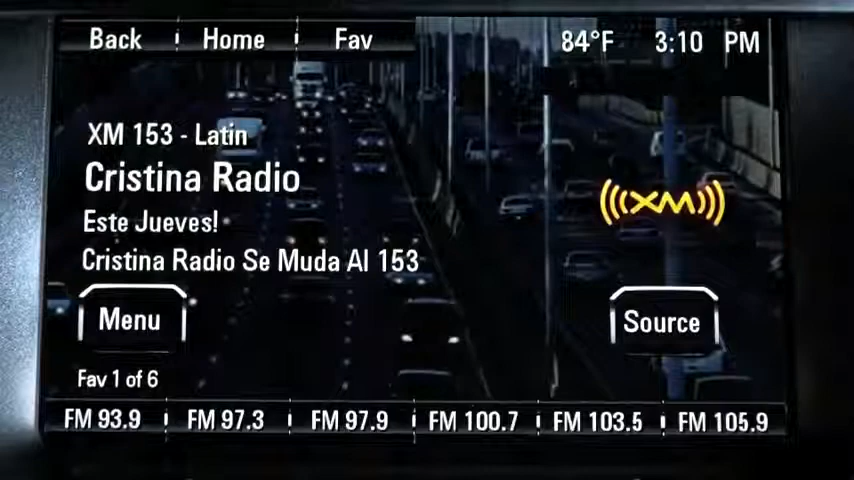 Back Home Fav 84°F 3:10 PM
XM 153 - Latin
Cristina Radio
Este Jueves!
Cristina Radio Se Muda Al 153
XM
Menu Source
Fav 1 of 6
FM 93.9 FM 97.3 FM 97.9 FM 100.7 FM 103.5 FM 105.9